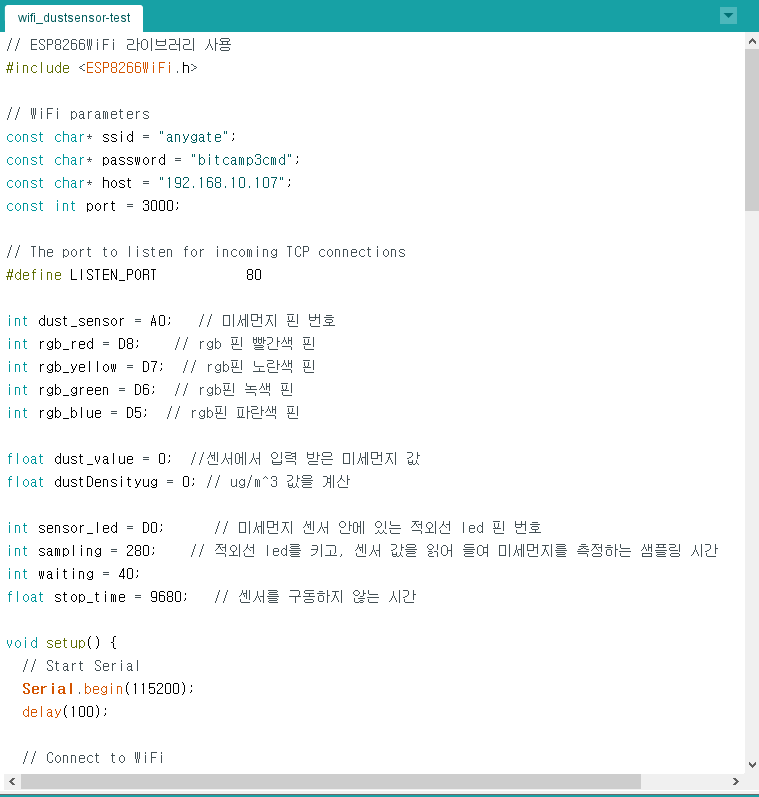 wifi_dustsensor-test
// ESP8266WiFi 라이브러리 사용
#include <ESP8266WiFi.h>
// WiFi parameters
const char* ssid = "anygate";
const char* password = "bitcamp3cmd";
const char* host = "192.168.10.107";
const int port = 3000;
// The port to listen for incoming TCP connections
#define LISTEN_PORT           80
int dust_sensor = A0;   // 미세먼지 핀 번호
int rgb_red = D8;    // rgb 핀 빨간색 핀
int rgb_yellow = D7;  // rgb핀 노란색 핀
int rgb_green = D6;  // rgb핀 녹색 핀
int rgb_blue = D5;  // rgb핀 파란색 핀
float dust_value = 0;  //센서에서 입력 받은 미세먼지 값
float dustDensityug = 0; // ug/m^3 값을 계산
int sensor_led = D0;      // 미세먼지 센서 안에 있는 적외선 led 핀 번호
int sampling = 280;    // 적외선 led를 키고, 센서 값을 읽어 들여 미세먼지를 측정하는 샘플링 시간
int waiting = 40;
float stop_time = 9680;   // 센서를 구동하지 않는 시간
void setup() {
  // Start Serial
  Serial.begin(115200);
  delay(100);
  // Connect to WiFi